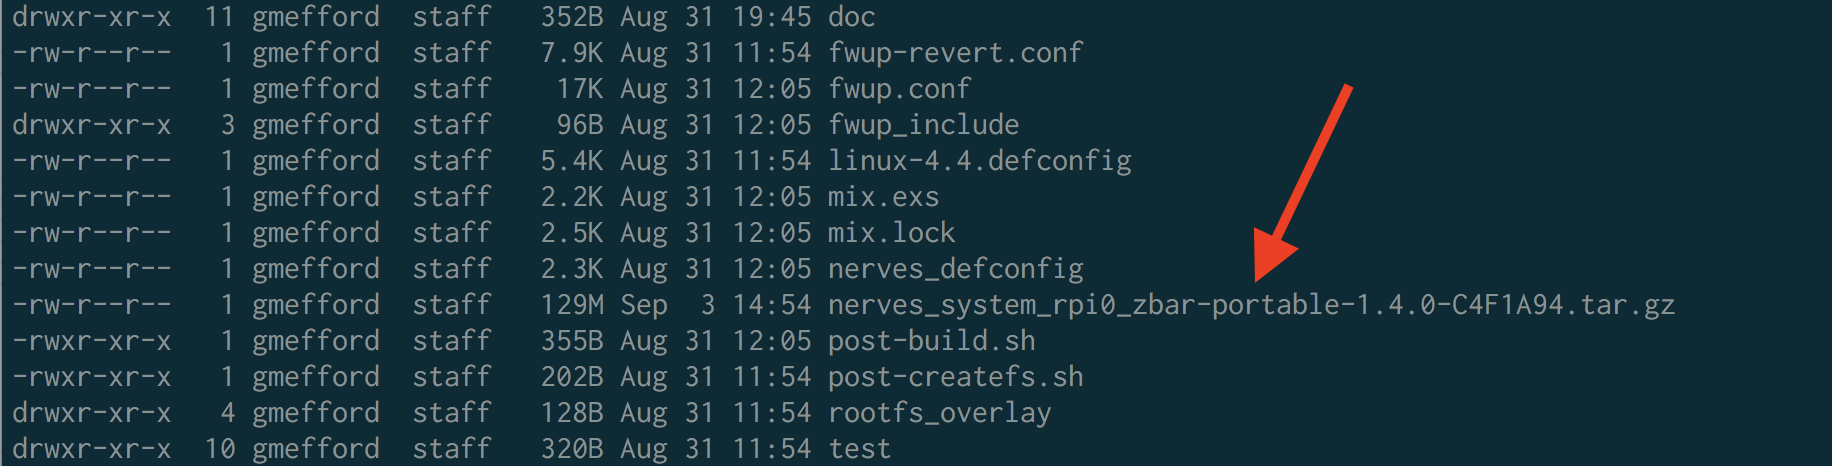 drwxr-xr-x  11 gmefford  staff   352B Aug 31 19:45 doc
-rw-r--r--   1 gmefford  staff   7.9K Aug 31 11:54 fwup-revert.conf
-rw-r--r--   1 gmefford  staff    17K Aug 31 12:05 fwup.conf
drwxr-xr-x   3 gmefford  staff    96B Aug 31 12:05 fwup_include
-rw-r--r--   1 gmefford  staff   5.4K Aug 31 11:54 linux-4.4.defconfig
-rw-r--r--   1 gmefford  staff   2.2K Aug 31 12:05 mix.exs
-rw-r--r--   1 gmefford  staff   2.5K Aug 31 12:05 mix.lock
-rw-r--r--   1 gmefford  staff   2.3K Aug 31 12:05 nerves_defconfig
-rw-r--r--   1 gmefford  staff   129M Sep  3 14:54 nerves_system_rpi0_zbar-portable-1.4.0-C4F1A94.tar.gz
-rwxr-xr-x   1 gmefford  staff   355B Aug 31 12:05 post-build.sh
-rwxr-xr-x   1 gmefford  staff   202B Aug 31 11:54 post-createfs.sh
drwxr-xr-x   4 gmefford  staff   128B Aug 31 11:54 rootfs_overlay
drwxr-xr-x  10 gmefford  staff   320B Aug 31 11:54 test